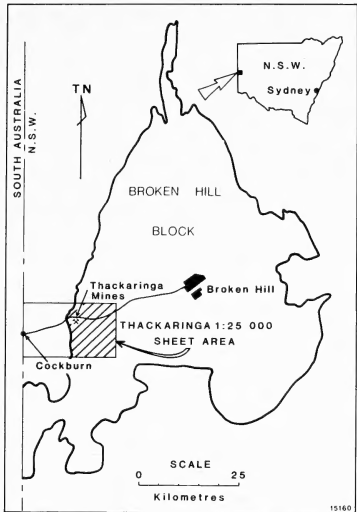 N.S.W.
Sydney
TN
SOUTH AUSTRALIA
N.S.W.
BROKEN HILL
BLOCK
Thackaringa
Mines
Broken Hill
THACKARINGA 1:25 000
SHEET AREA
Cockburn
SCALE
0 25
Kilometres
15160